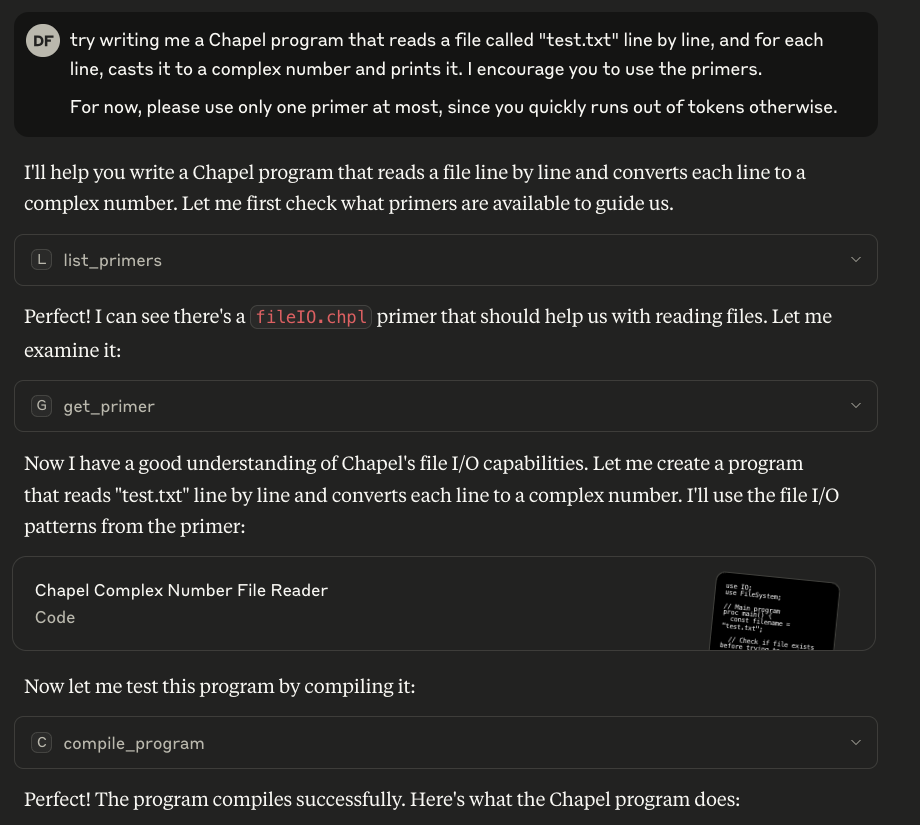 DF
try writing me a Chapel program that reads a file called "test.txt" line by line, and for each
line, casts it to a complex number and prints it. I encourage you to use the primers.
For now, please use only one primer at most, since you quickly runs out of tokens otherwise.
I'll help you write a Chapel program that reads a file line by line and converts each line to a
complex number. Let me first check what primers are available to guide us.
L list_primers
Perfect! I can see there's a fileIO.chpl primer that should help us with reading files. Let me
examine it:
G get_primer
Now I have a good understanding of Chapel's file I/O capabilities. Let me create a program
that reads "test.txt" line by line and converts each line to a complex number. I'll use the file I/O
patterns from the primer:
Chapel Complex Number File Reader
Code
use IO;
use FileSystem;
// Main program
proc main() {
const filename =
"test.txt";
// Check if file exists
before trying to
Now let me test this program by compiling it:
C compile_program
Perfect! The program compiles successfully. Here's what the Chapel program does: